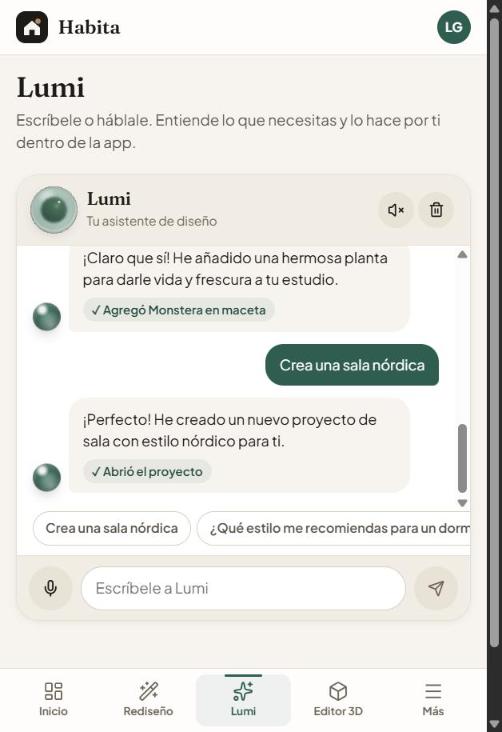 Habita
LG
Lumi
Escríbele o háblale. Entiende lo que necesitas y lo hace por ti
dentro de la app.
Lumi
Tu asistente de diseño
¡Claro que sí! He añadido una hermosa planta
para darle vida y frescura a tu estudio.
✓ Agregó Monstera en maceta
Crea una sala nórdica
¡Perfecto! He creado un nuevo proyecto de
sala con estilo nórdico para ti.
✓ Abrió el proyecto
Crea una sala nórdica
¿Qué estilo me recomiendas para un dorm
Escríbele a Lumi
Inicio
Rediseño
Lumi
Editor 3D
Más